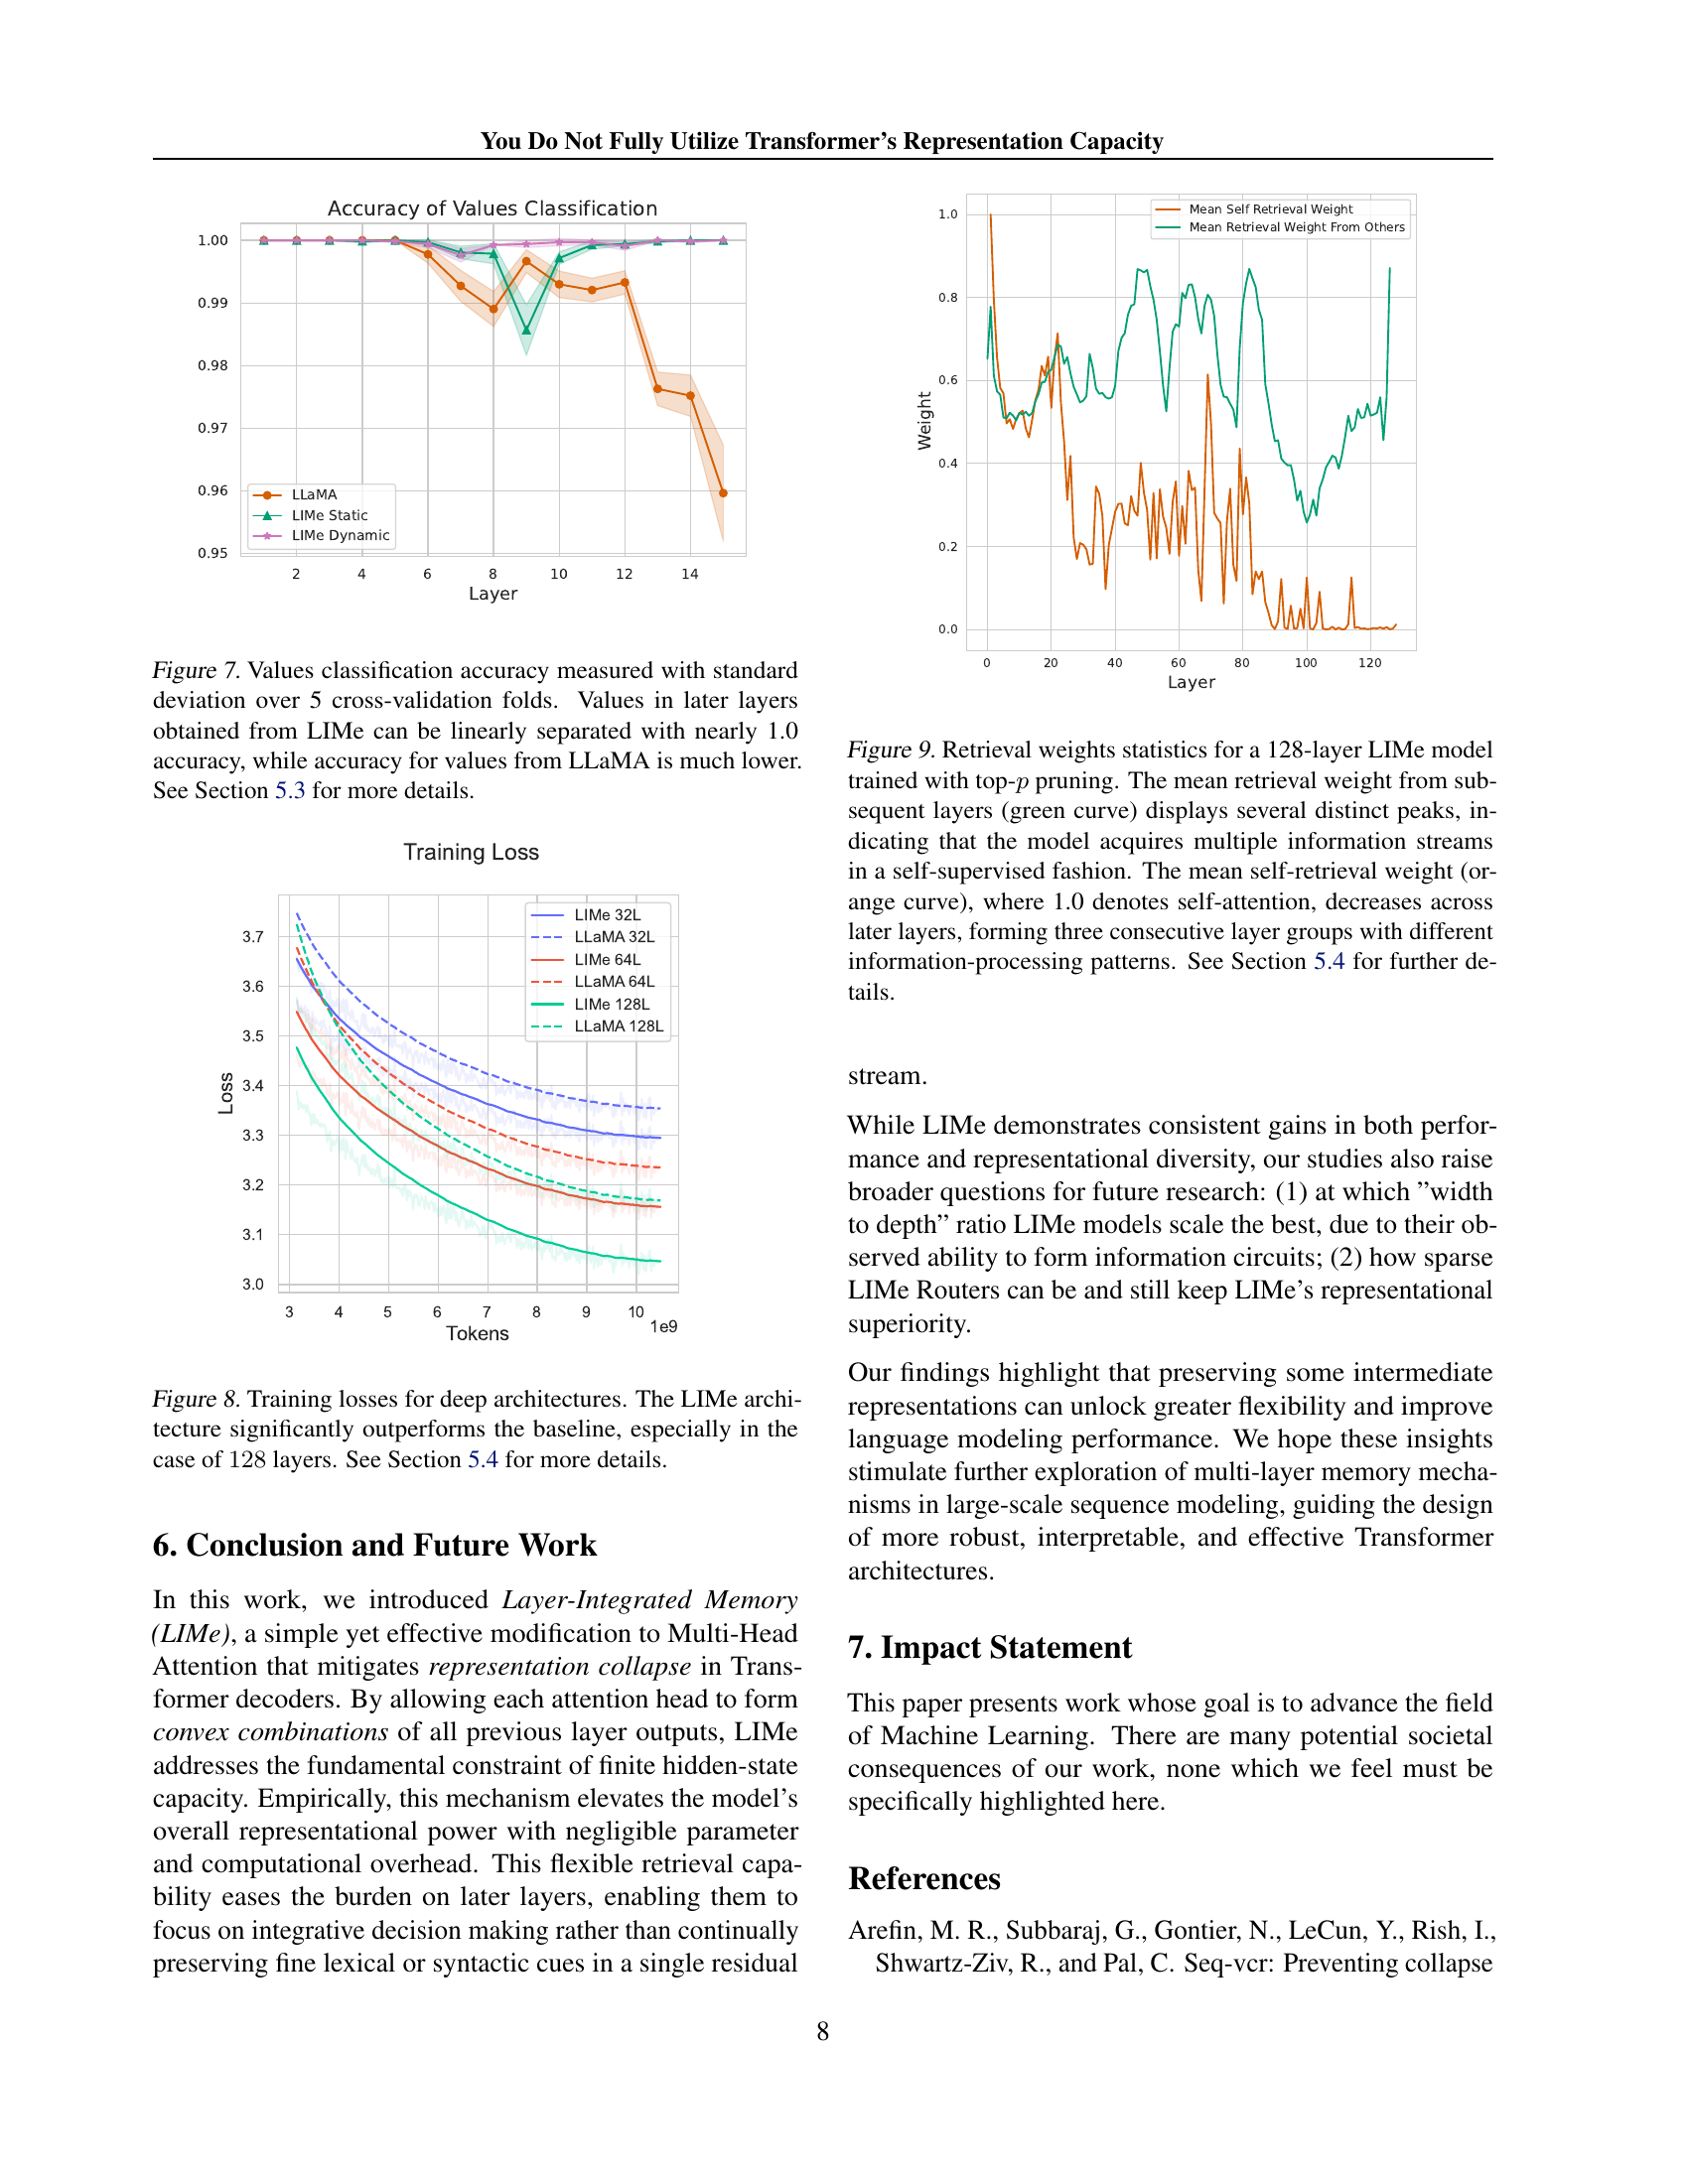 You Do Not Fully Utilize Transformer's Representation Capacity
Accuracy of Values Classification
1.00
0.99
0.98
0.97
0.96
0.95
LLaMA
LIMe Static
LIMe Dynamic
2 4 6 8 10 12 14
Layer
Figure 7. Values classification accuracy measured with standard
deviation over 5 cross-validation folds. Values in later layers
obtained from LIMe can be linearly separated with nearly 1.0
accuracy, while accuracy for values from LLaMA is much lower.
See Section 5.3 for more details.
Training Loss
Loss
3.7
3.6
3.5
3.4
3.3
3.2
3.1
3.0
LIMe 32L
LLaMA 32L
LIMe 64L
LLaMA 64L
LIMe 128L
LLaMA 128L
3 4 5 6 7 8 9 10
1e9
Tokens
Figure 8. Training losses for deep architectures. The LIMe archi-
tecture significantly outperforms the baseline, especially in the
case of 128 layers. See Section 5.4 for more details.
6. Conclusion and Future Work
In this work, we introduced Layer-Integrated Memory
(LIMe), a simple yet effective modification to Multi-Head
Attention that mitigates representation collapse in Trans-
former decoders. By allowing each attention head to form
convex combinations of all previous layer outputs, LIMe
addresses the fundamental constraint of finite hidden-state
capacity. Empirically, this mechanism elevates the model's
overall representational power with negligible parameter
and computational overhead. This flexible retrieval capa-
bility eases the burden on later layers, enabling them to
focus on integrative decision making rather than continually
preserving fine lexical or syntactic cues in a single residual
Mean Self Retrieval Weight
Mean Retrieval Weight From Others
Weight
1.0
0.8
0.6
0.4
0.2
0.0
0 20 40 60 80 100 120
Layer
Figure 9. Retrieval weights statistics for a 128-layer LIMe model
trained with top-p pruning. The mean retrieval weight from sub-
sequent layers (green curve) displays several distinct peaks, in-
dicating that the model acquires multiple information streams
in a self-supervised fashion. The mean self-retrieval weight (or-
ange curve), where 1.0 denotes self-attention, decreases across
later layers, forming three consecutive layer groups with different
information-processing patterns. See Section 5.4 for further de-
tails.
stream.
While LIMe demonstrates consistent gains in both perfor-
mance and representational diversity, our studies also raise
broader questions for future research: (1) at which ”width
to depth” ratio LIMe models scale the best, due to their ob-
served ability to form information circuits; (2) how sparse
LIMe Routers can be and still keep LIMe's representational
superiority.
Our findings highlight that preserving some intermediate
representations can unlock greater flexibility and improve
language modeling performance. We hope these insights
stimulate further exploration of multi-layer memory mecha-
nisms in large-scale sequence modeling, guiding the design
of more robust, interpretable, and effective Transformer
architectures.
7. Impact Statement
This paper presents work whose goal is to advance the field
of Machine Learning. There are many potential societal
consequences of our work, none which we feel must be
specifically highlighted here.
References
Arefin, M. R., Subbaraj, G., Gontier, N., LeCun, Y., Rish, I.,
Shwartz-Ziv, R., and Pal, C. Seq-vcr: Preventing collapse
8